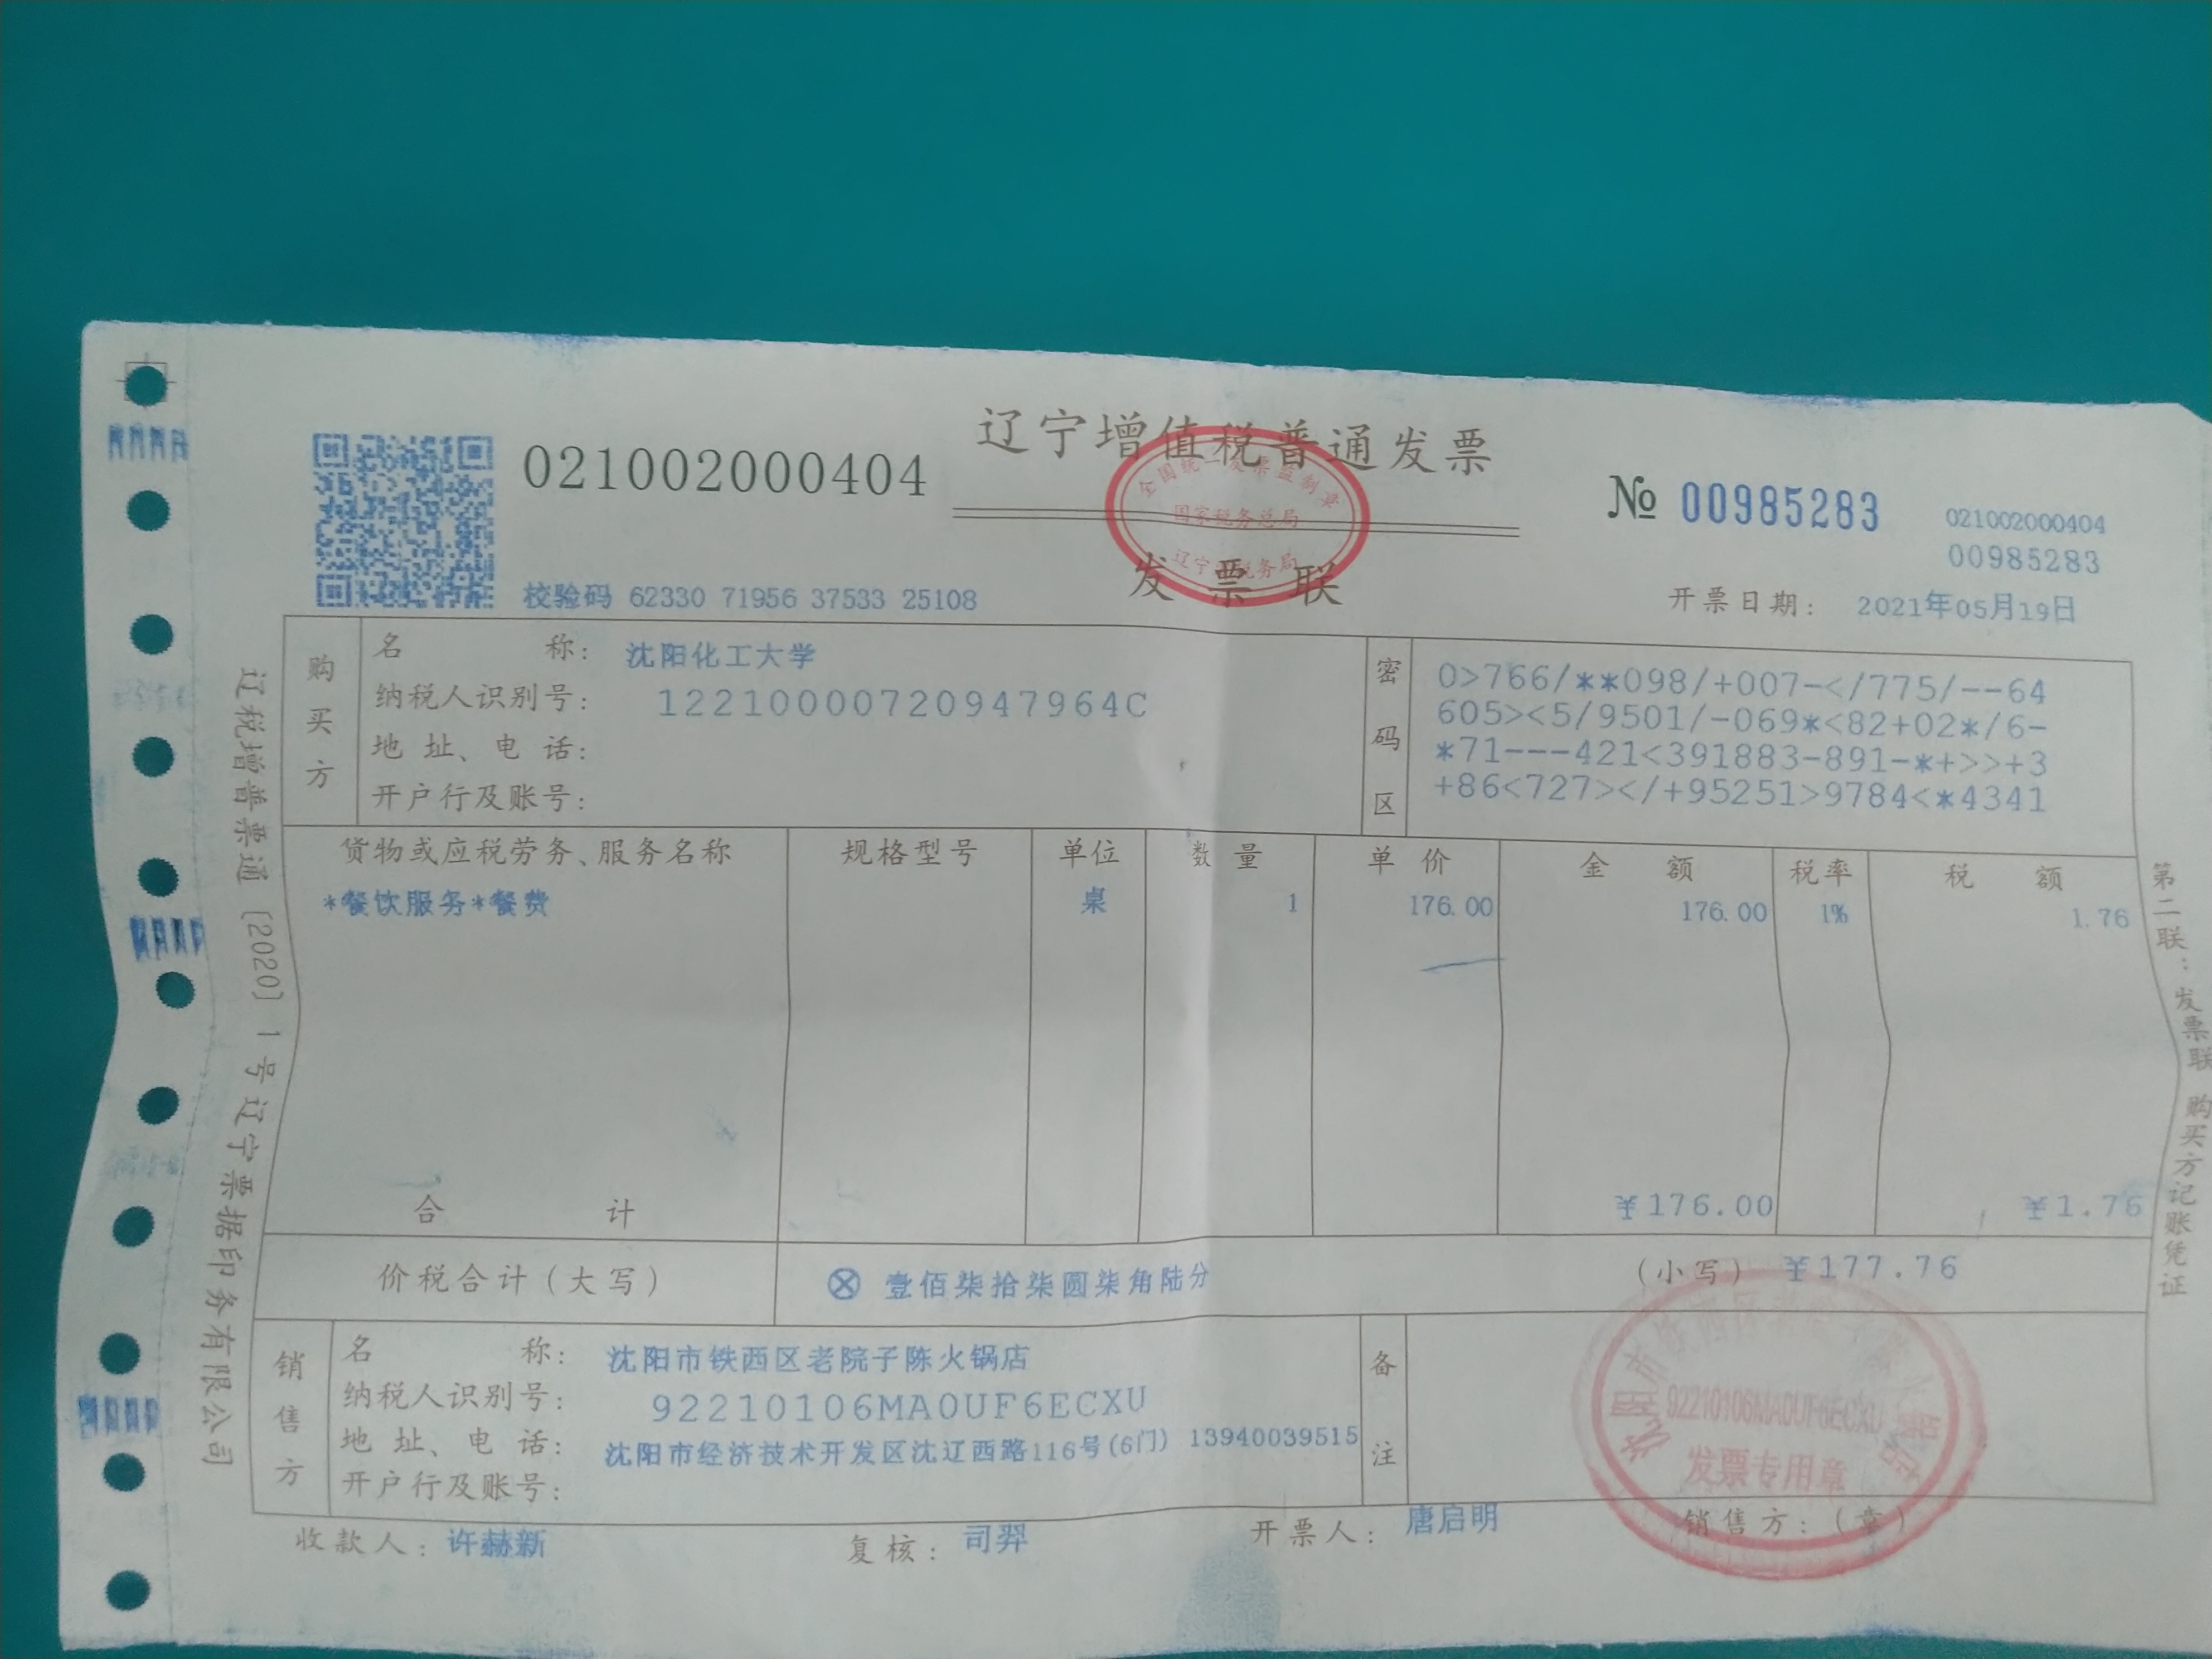 辽宁增值税普通发票
021002000404
№ 00985283
021002000404
00985283
全国统一发票监制章
国家税务总局
辽宁省税务局
发票联
校验码 62330 71956 37533 25108
开票日期： 2021年05月19日
购买方
名称： 沈阳化工大学
纳税人识别号： 12210000720947964C
地址、电话：
开户行及账号：
密码区
0>766/**098/+007-</775/--64
605><5/9501/-069*<82+02*/6-
*71---421<391883-891-*+>>+3
+86<727></+95251>9784<*4341
货物或应税劳务、服务名称 规格型号 单位 数量 单价 金额 税率 税额
*餐饮服务*餐费 桌 1 176.00 176.00 1% 1.76
合计 ¥176.00 ¥1.76
价税合计（大写） ⊗ 壹佰柒拾柒圆柒角陆分 （小写） ¥177.76
销售方
名称： 沈阳市铁西区老院子陈火锅店
纳税人识别号： 92210106MA0UF6ECXU
地址、电话： 沈阳市经济技术开发区沈辽西路116号(6门) 13940039515
开户行及账号：
备注
92210106MA0UF6ECXU
发票专用章
收款人： 许赫新 复核： 司羿 开票人： 唐启明 销售方：（章）
辽税增普票通〔2020〕1号辽宁票据印务有限公司
第二联：发票联 购买方记账凭证